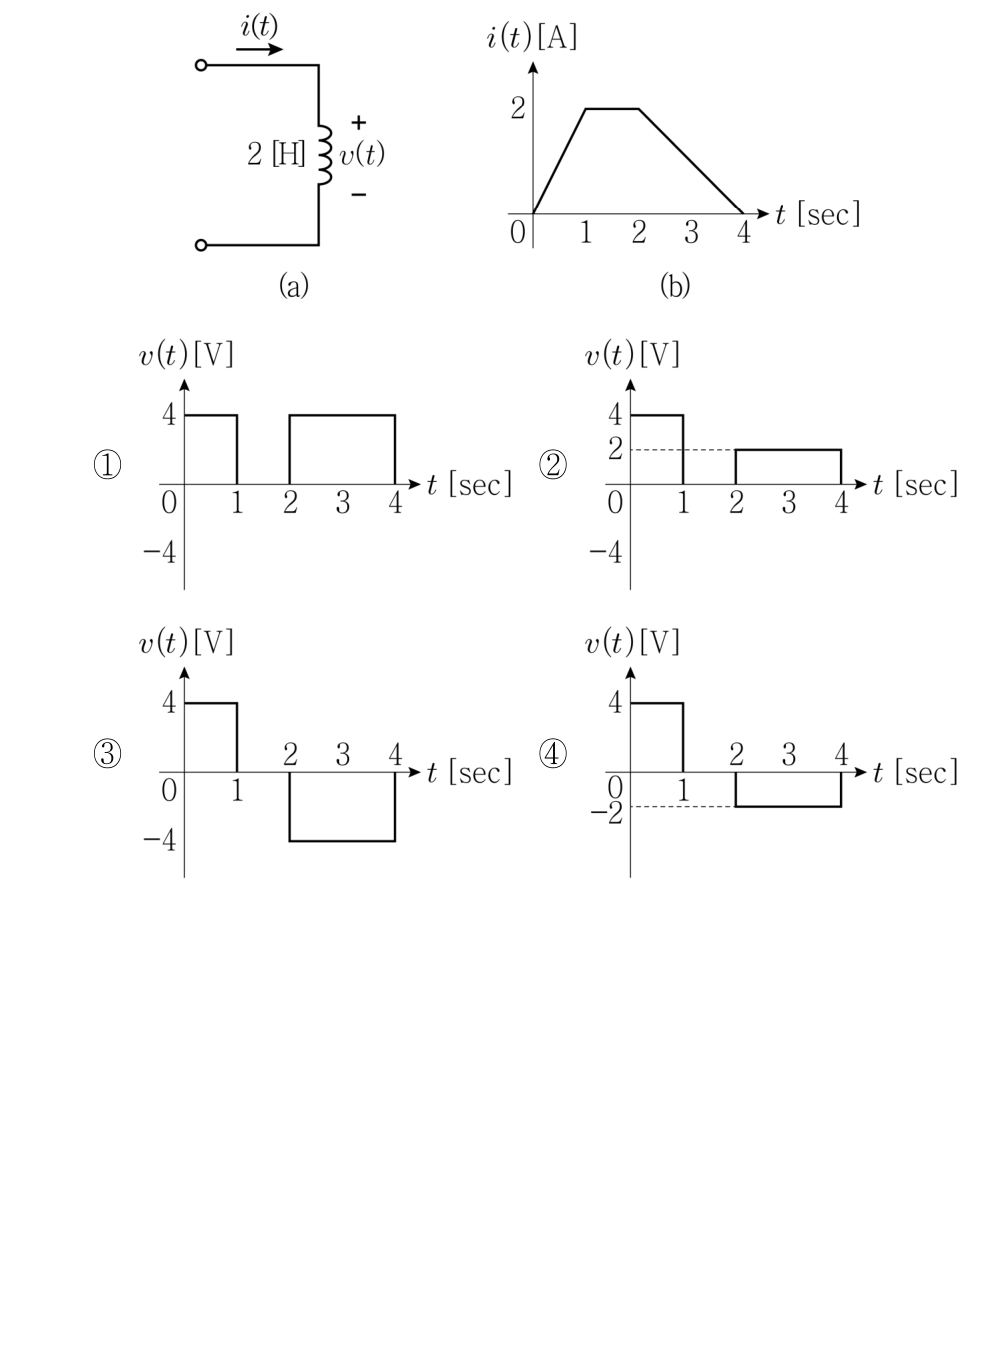 i(t)
i(t)[A]
2
2 [H]
+
v(t)
−
0 1 2 3 4 t [sec]
(a)
(b)
①
v(t)[V]
4
0 1 2 3 4 t [sec]
−4
②
v(t)[V]
4
2
0 1 2 3 4 t [sec]
−4
③
v(t)[V]
4
2 3 4 t [sec]
0 1
−4
④
v(t)[V]
4
2 3 4 t [sec]
0 1
−2